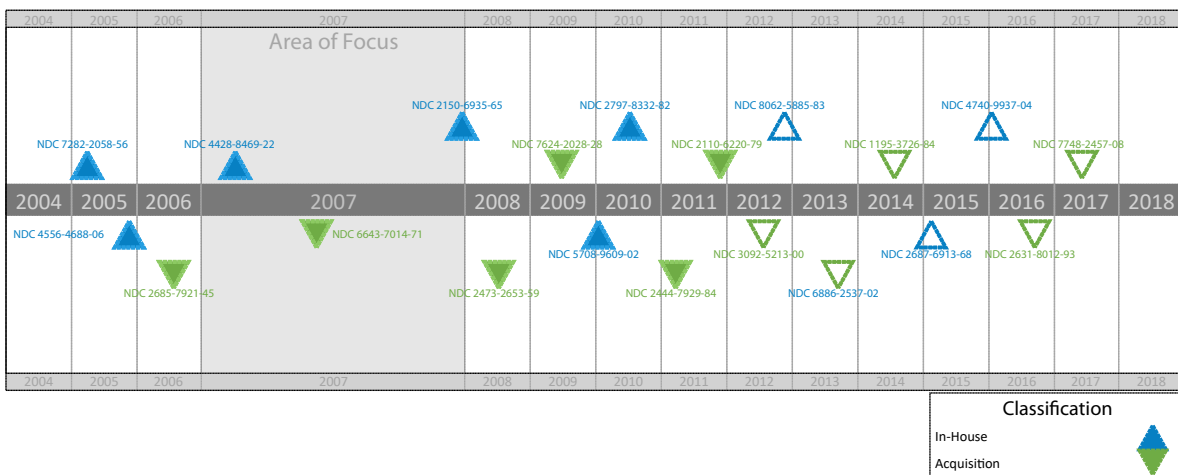 2004 2005 2006 2007 2008 2009 2010 2011 2012 2013 2014 2015 2016 2017 2018
Area of Focus
NDC 2150-6935-65 NDC 2797-8332-82 NDC 8062-5885-83 NDC 4740-9937-04
NDC 7282-2058-56 NDC 4428-8469-22 NDC 7624-2028-28 NDC 2110-6220-79 NDC 1195-3726-84 NDC 7748-2457-08
2004 2005 2006 2007 2008 2009 2010 2011 2012 2013 2014 2015 2016 2017 2018
NDC 4556-4688-06 NDC 6643-7014-71
NDC 5708-9609-02 NDC 3092-5213-00 NDC 2687-6913-68 NDC 2631-8012-93
NDC 2685-7921-45 NDC 2473-2653-59 NDC 2444-7929-84 NDC 6886-2537-02
2004 2005 2006 2007 2008 2009 2010 2011 2012 2013 2014 2015 2016 2017 2018
Classification
In-House
Acquisition